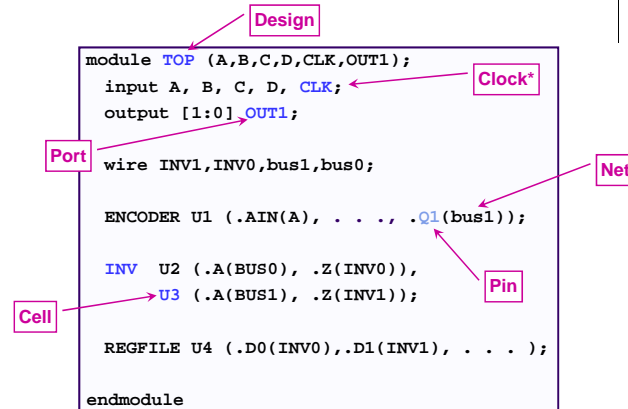 Design
module TOP (A,B,C,D,CLK,OUT1);
input A, B, C, D, CLK;
Clock*
output [1:0] OUT1;
Port
wire INV1,INV0,bus1,bus0;
Net
ENCODER U1 (.AIN(A), . . ., .Q1(bus1));
INV U2 (.A(BUS0), .Z(INV0)),
Pin
U3 (.A(BUS1), .Z(INV1));
Cell
REGFILE U4 (.D0(INV0),.D1(INV1), . . . );
endmodule